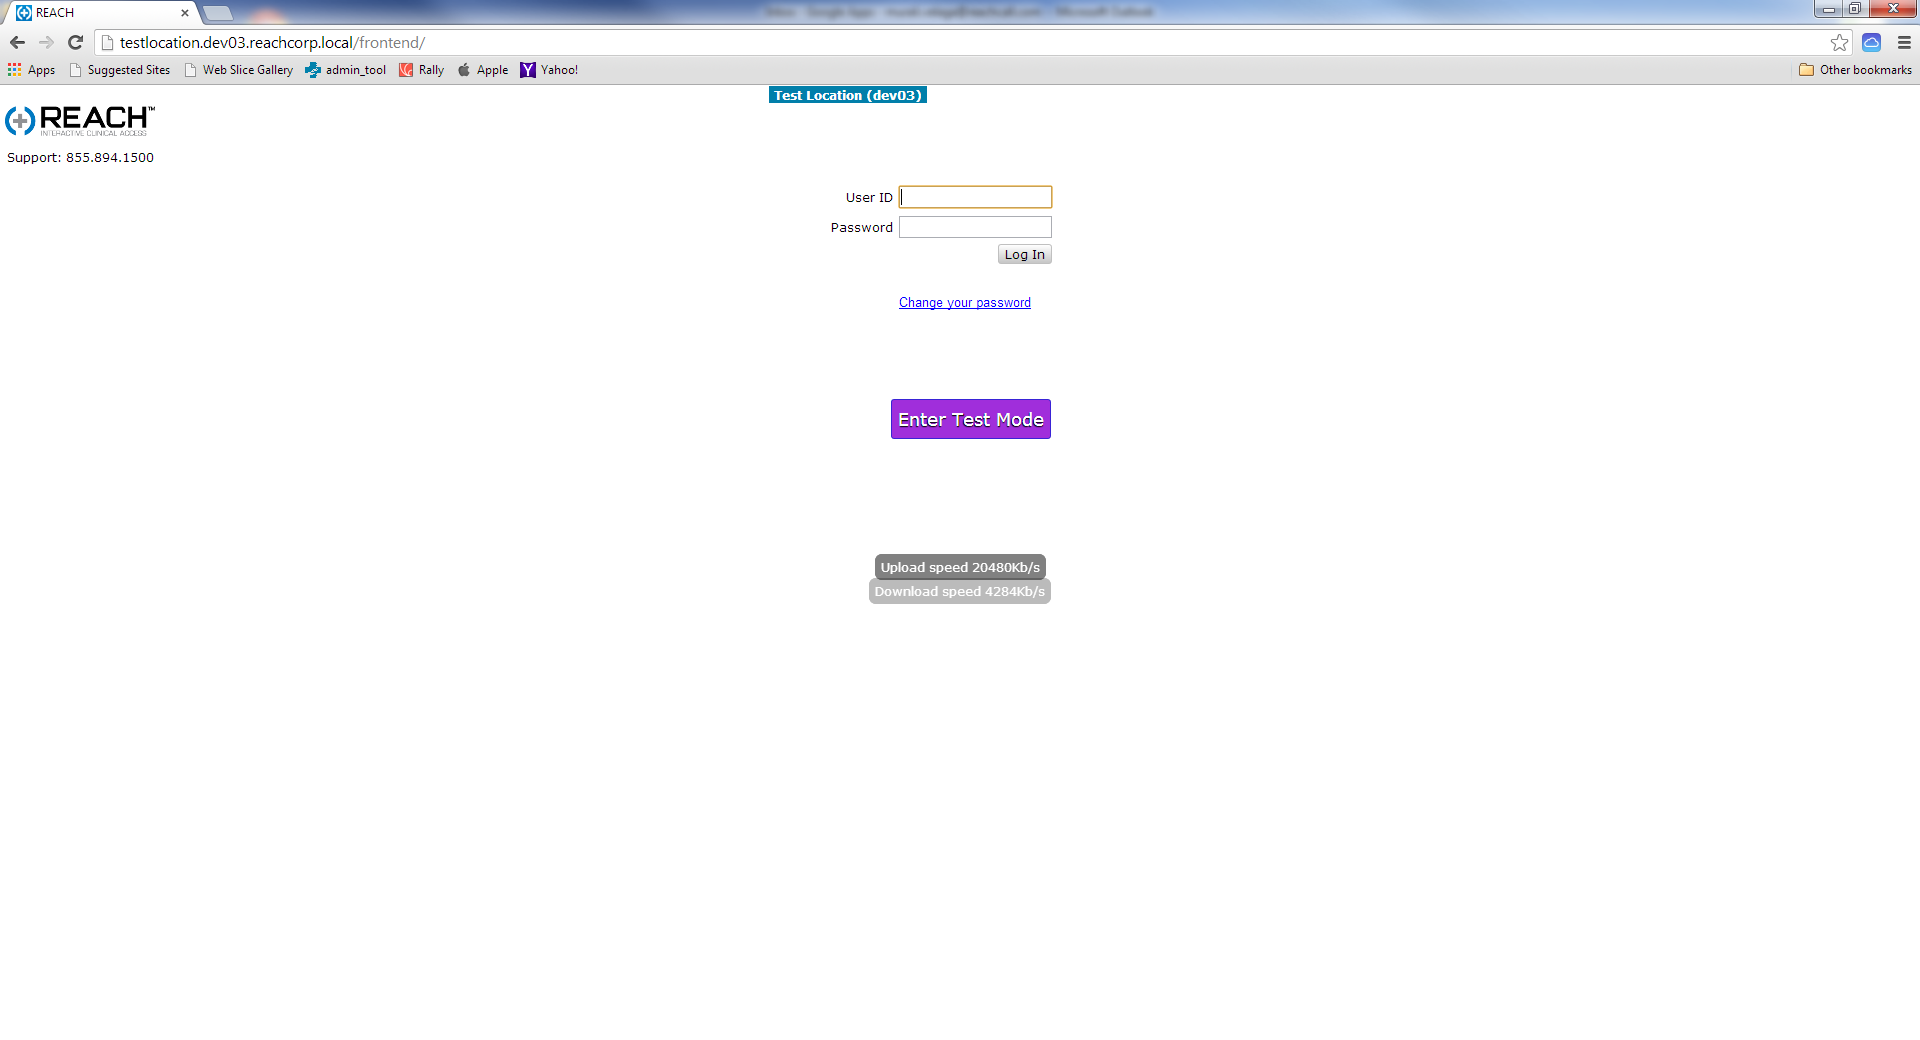 REACH
testlocation.dev03.reachcorp.local/frontend/
Apps Suggested Sites Web Slice Gallery admin_tool Rally Apple Yahoo! Other bookmarks
Test Location (dev03)
REACH™
INTERACTIVE CLINICAL ACCESS
Support: 855.894.1500
User ID
Password
Log In
Change your password
Enter Test Mode
Upload speed 20480Kb/s
Download speed 4284Kb/s